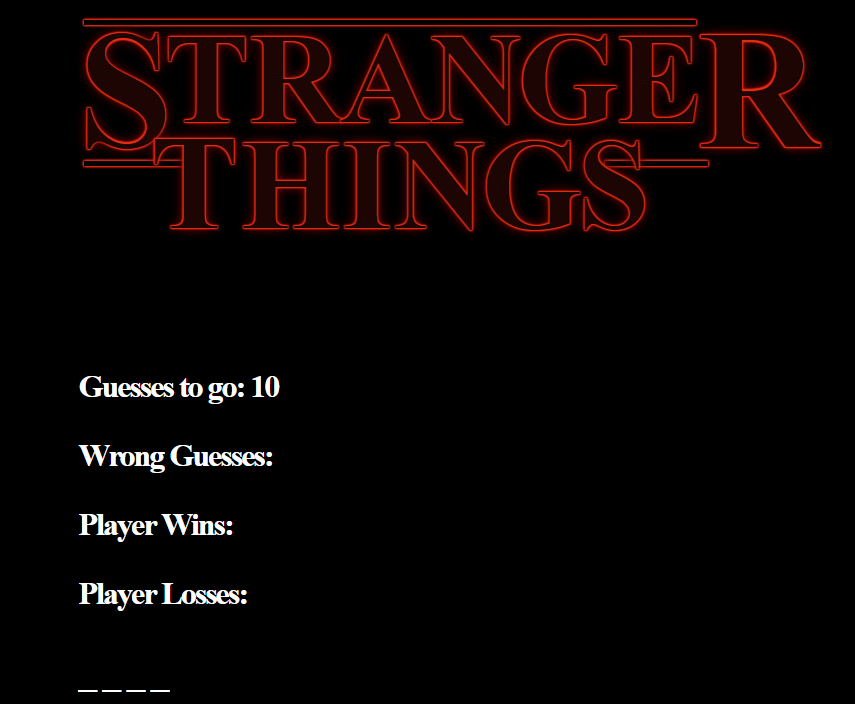 STRANGER
THINGS
Guesses to go: 10
Wrong Guesses:
Player Wins:
Player Losses:
_ _ _ _